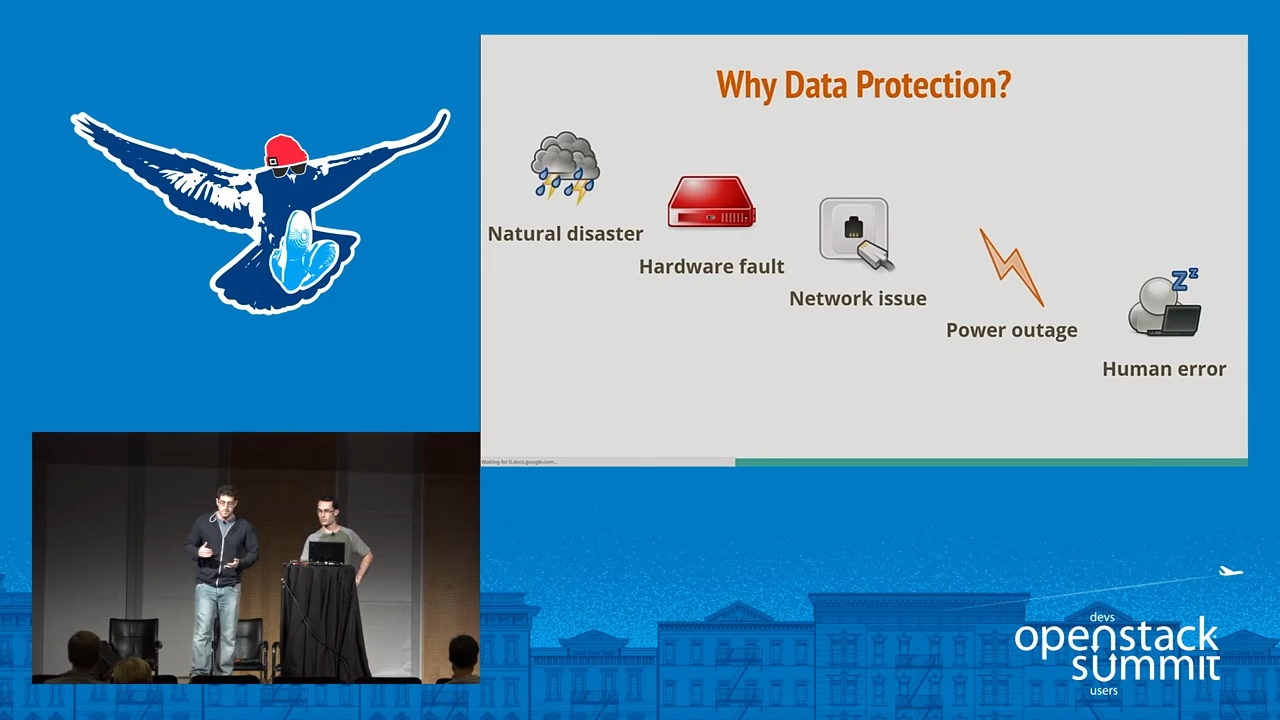 Why Data Protection?
Natural disaster
Hardware fault
Network issue
Power outage
Z z
Human error
Waiting for 0.docs.google.com...
devs
openstack
summit
users